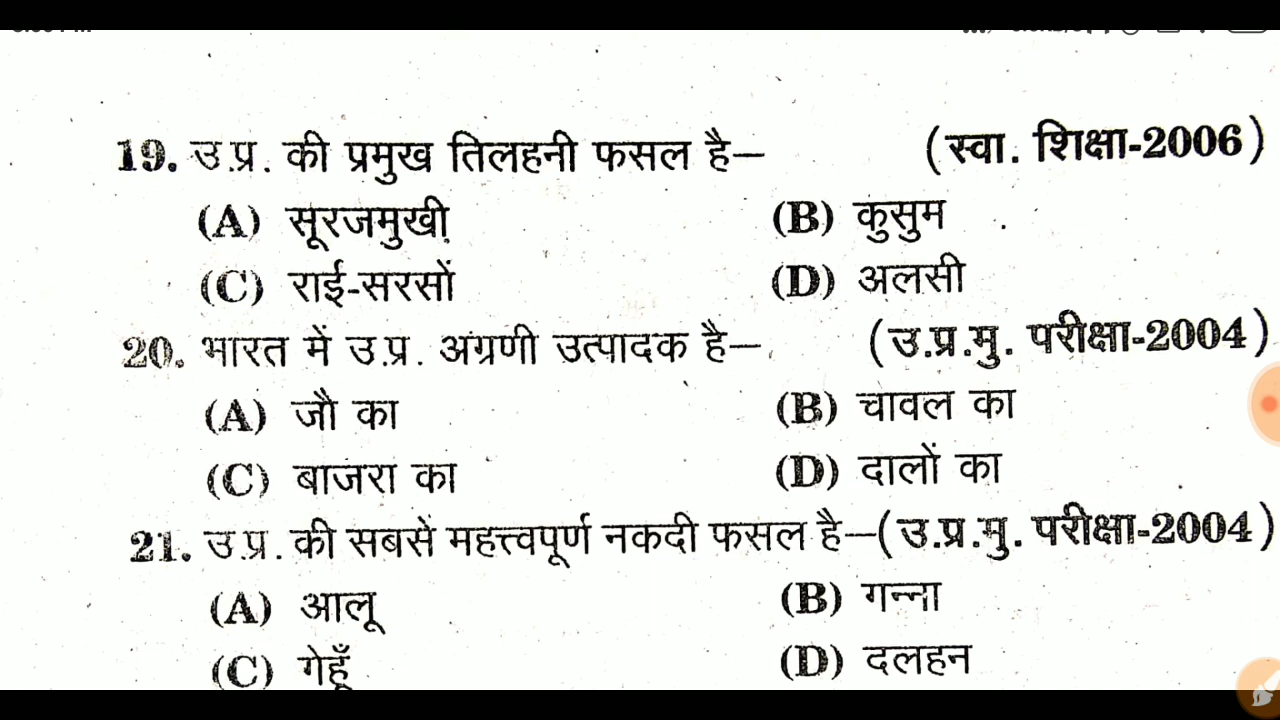 19. उ.प्र. की प्रमुख तिलहनी फसल है– (स्वा. शिक्षा-2006)
(A) सूरजमुखी (B) कुसुम
(C) राई-सरसों (D) अलसी
20. भारत में उ.प्र. अग्रणी उत्पादक है– (उ.प्र.मु. परीक्षा-2004)
(A) जौ का (B) चावल का
(C) बाजरा का (D) दालों का
21. उ.प्र. की सबसे महत्त्वपूर्ण नकदी फसल है–(उ.प्र.मु. परीक्षा-2004)
(A) आलू (B) गन्ना
(C) गेहूँ (D) दलहन